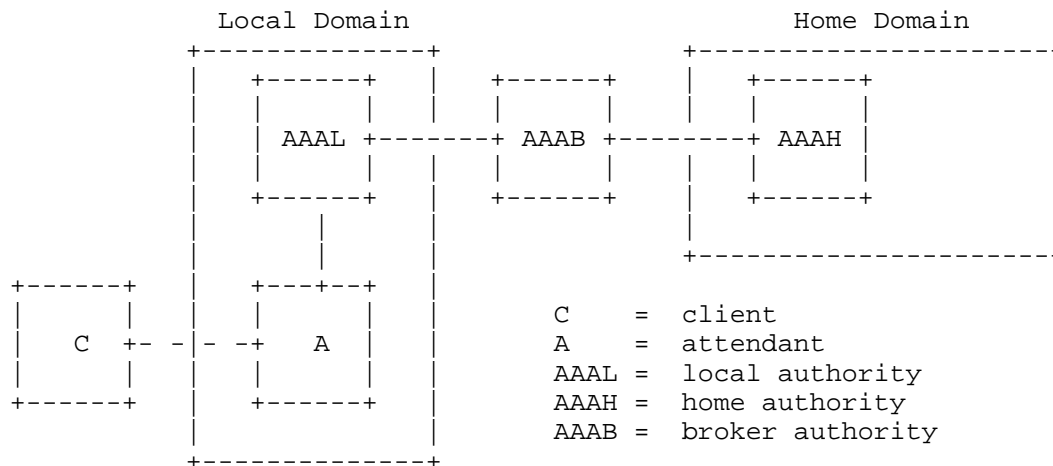 Local Domain Home Domain
AAAL AAAB AAAH
C = client
C A A = attendant
AAAL = local authority
AAAH = home authority
AAAB = broker authority